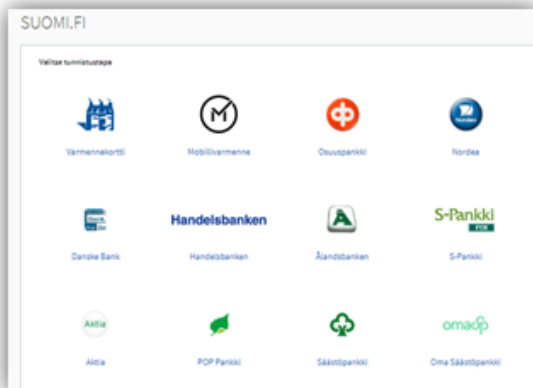 SUOMI.FI
Valitse tunnistustapa
Varmennekortti
Mobiilivarmenne
Osuuspankki
Nordea
Nordea
Danske Bank
Handelsbanken
Handelsbanken
Ålandsbanken
S-Pankki
S-Pankki
Aktia
Aktia
POP Pankki
Säästöpankki
omasp
Oma Säästöpankki